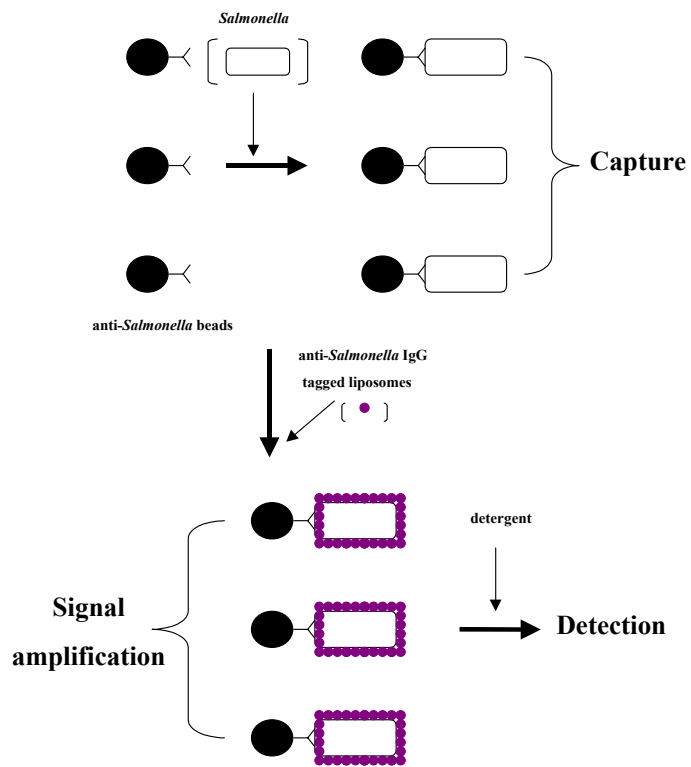 Salmonella
Capture
anti-Salmonella beads
anti-Salmonella IgG
tagged liposomes
detergent
Signal
amplification
Detection